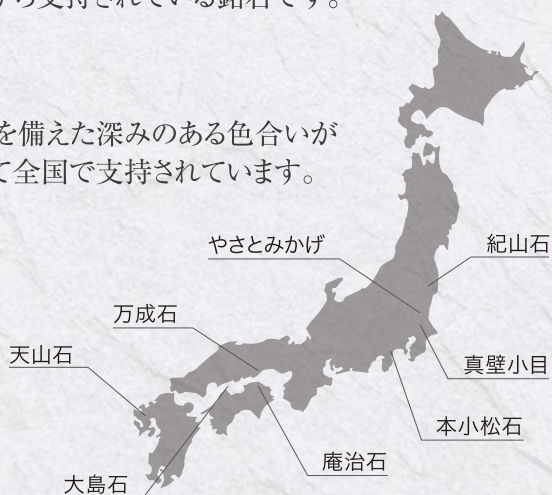 ら支持されている銘石です。
を備えた深みのある色合いが
て全国で支持されています。
やさとみかげ
紀山石
万成石
天山石
真壁小目
本小松石
庵治石
大島石